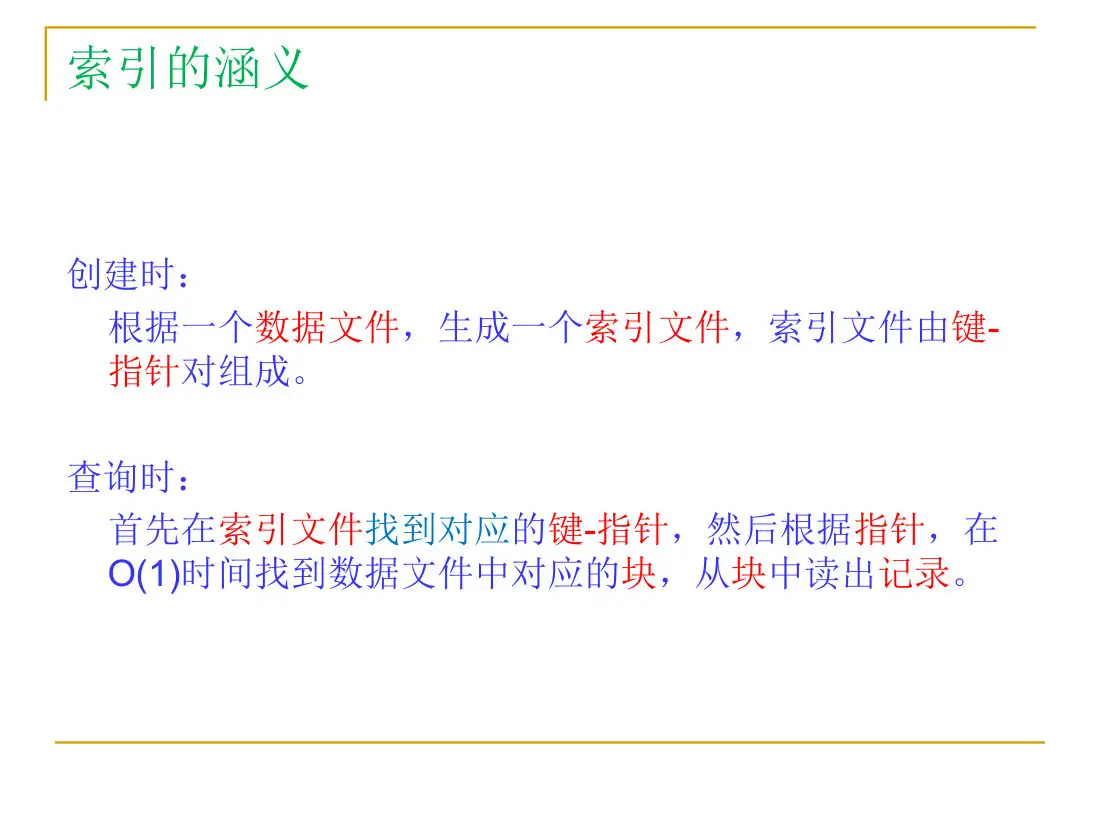 索引的涵义
创建时：
根据一个数据文件，生成一个索引文件，索引文件由键-
指针对组成。
查询时：
首先在索引文件找到对应的键-指针，然后根据指针，在
O(1)时间找到数据文件中对应的块，从块中读出记录。